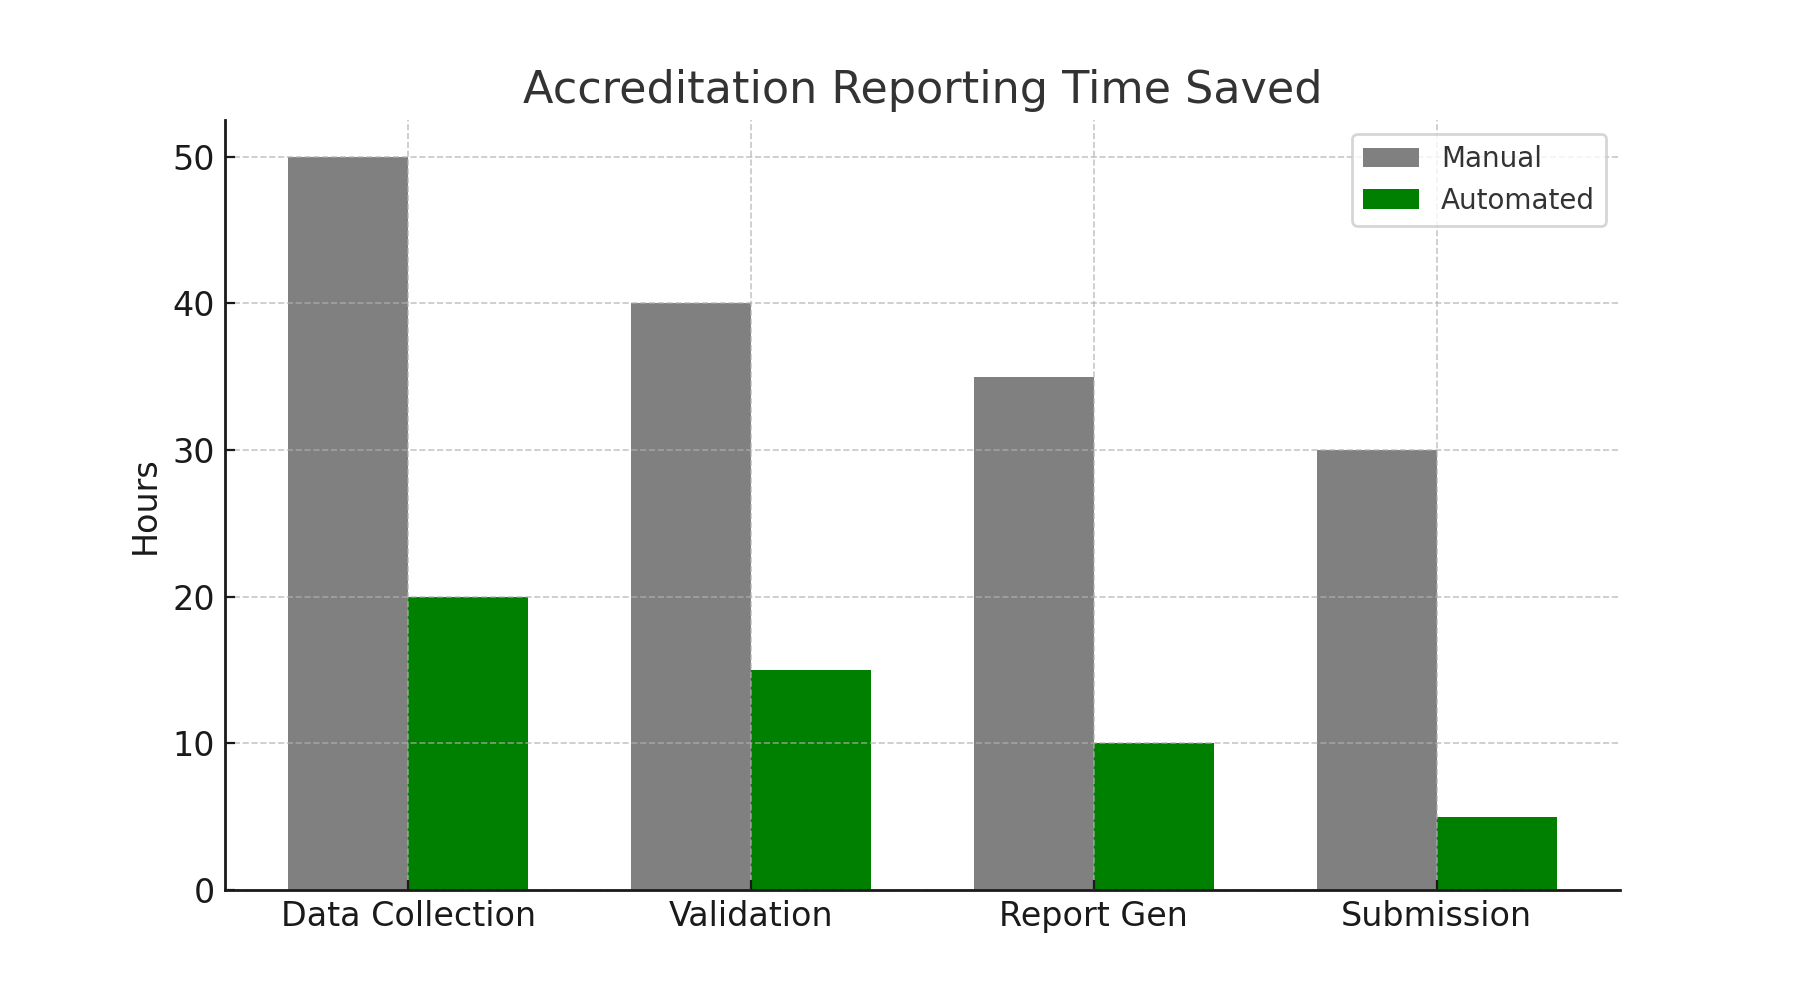 Accreditation Reporting Time Saved
Manual
Automated
50
40
30
20
10
0
Hours
Data Collection
Validation
Report Gen
Submission